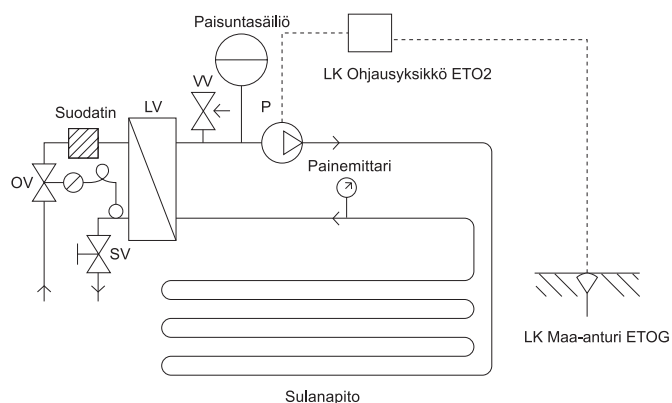 Paisuntasäiliö
LK Ohjausyksikkö ETO2
VV
P
Suodatin
LV
Painemittari
OV
SV
LK Maa-anturi ETOG
Sulanapito